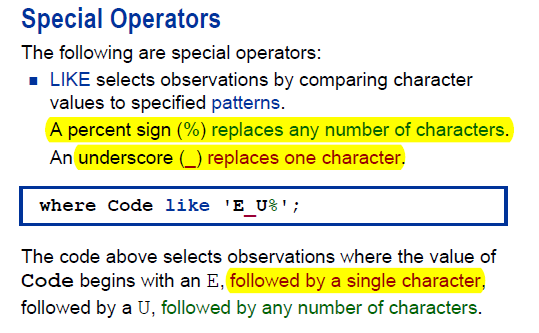 Special Operators
The following are special operators:
■ LIKE selects observations by comparing character
values to specified patterns.
A percent sign (%) replaces any number of characters.
An underscore (_) replaces one character.
where Code like 'E_U%';
The code above selects observations where the value of
Code begins with an E, followed by a single character,
followed by a U, followed by any number of characters.